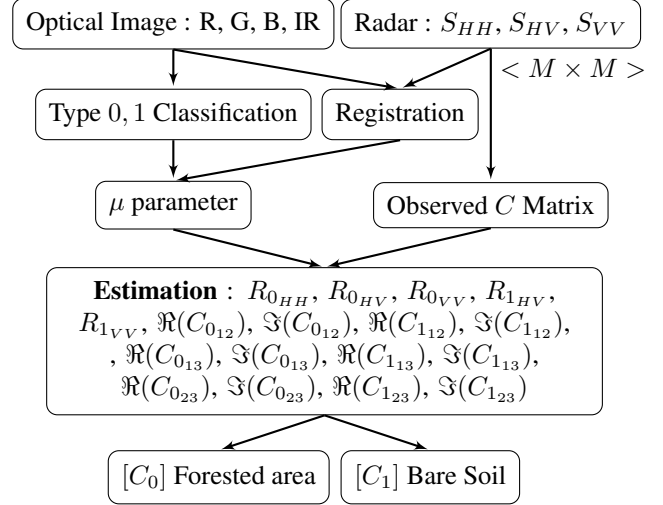 Optical Image : R, G, B, IR
Radar : $S_{HH}$, $S_{HV}$, $S_{VV}$
$< M \times M >$
Type 0, 1 Classification
Registration
$\mu$ parameter
Observed $C$ Matrix
Estimation : $R_{0_{HH}}$, $R_{0_{HV}}$, $R_{0_{VV}}$, $R_{1_{HV}}$,
$R_{1_{VV}}$, $\Re(C_{0_{12}})$, $\Im(C_{0_{12}})$, $\Re(C_{1_{12}})$, $\Im(C_{1_{12}})$,
, $\Re(C_{0_{13}})$, $\Im(C_{0_{13}})$, $\Re(C_{1_{13}})$, $\Im(C_{1_{13}})$,
$\Re(C_{0_{23}})$, $\Im(C_{0_{23}})$, $\Re(C_{1_{23}})$, $\Im(C_{1_{23}})$
$[C_0]$ Forested area
$[C_1]$ Bare Soil